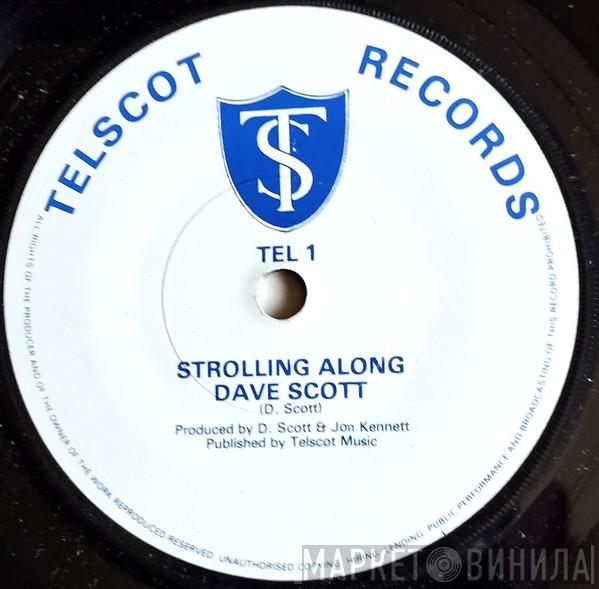 TELSCOT RECORDS
TS
TEL 1
STROLLING ALONG
DAVE SCOTT
(D. Scott)
Produced by D. Scott & Jon Kennett
Published by Telscot Music
ALL RIGHTS OF THE PRODUCER AND OF THE OWNER OF THE WORK REPRODUCED RESERVED. UNAUTHORISED COPYING, HIRING, LENDING, PUBLIC PERFORMANCE AND BROADCASTING OF THIS RECORD PROHIBITED
МАРКЕТ ВИНИЛА